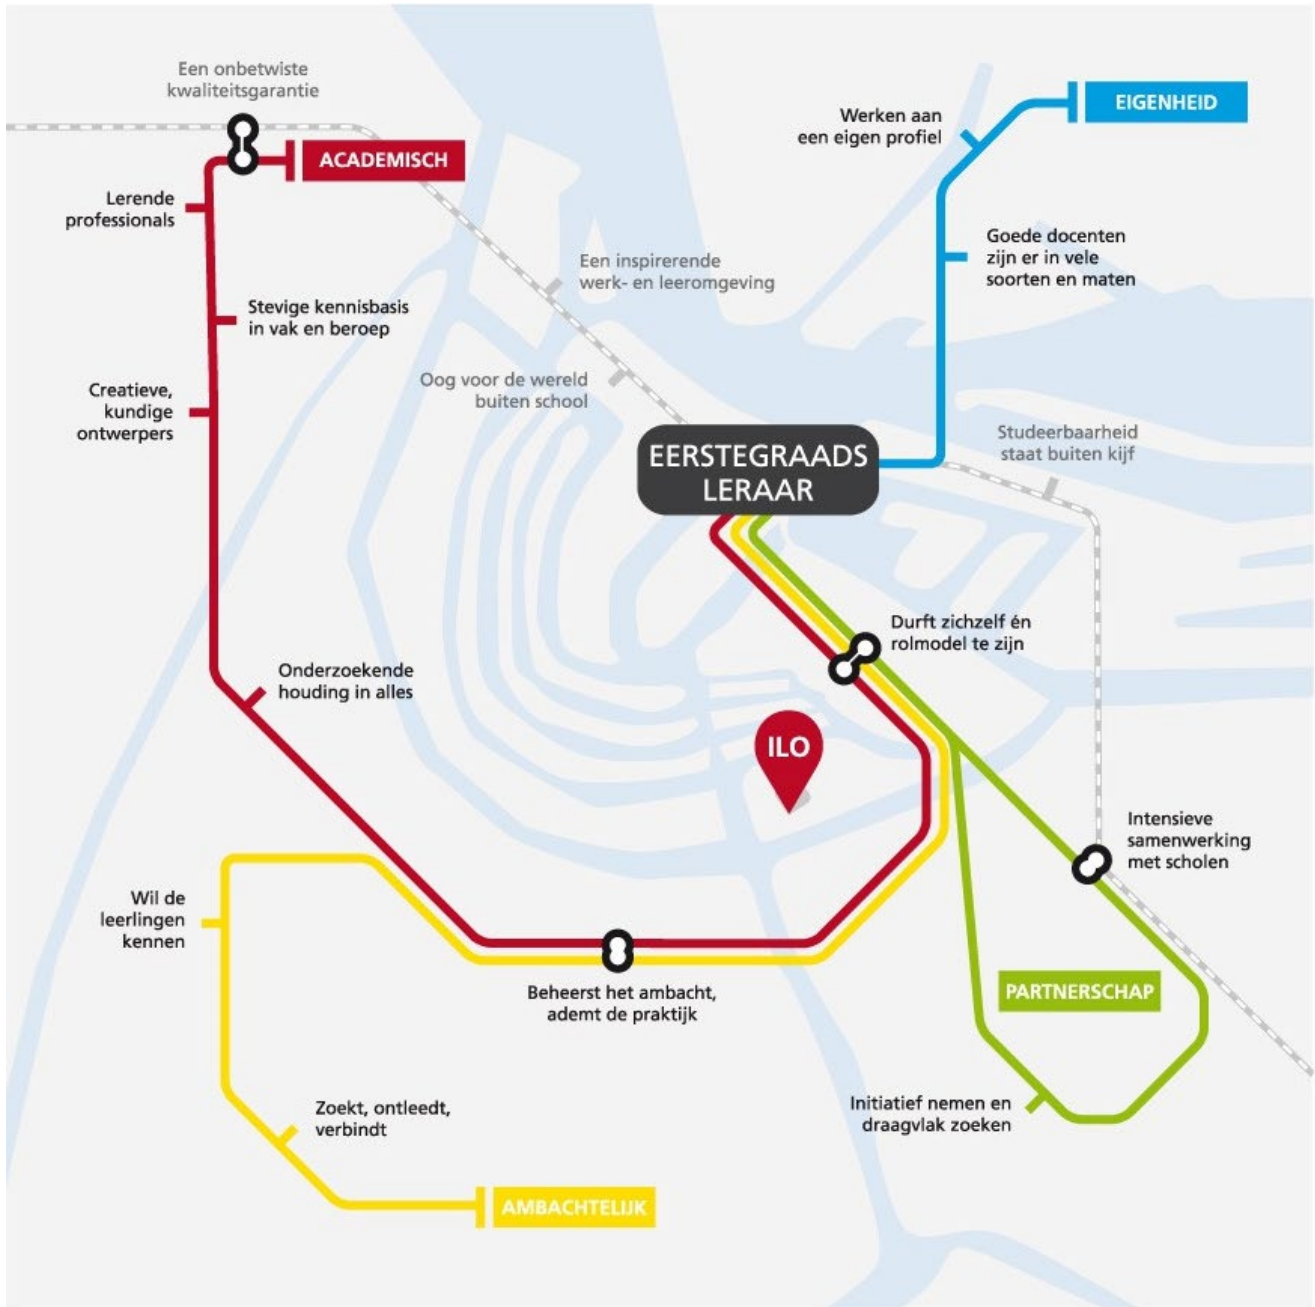 Een onbetwiste
kwaliteitsgarantie
ACADEMISCH
Lerende
professionals
Stevige kennisbasis
in vak en beroep
Creatieve,
kundige
ontwerpers
Onderzoekende
houding in alles
Een inspirerende
werk- en leeromgeving
Oog voor de wereld
buiten school
Werken aan
een eigen profiel
EIGENHEID
Goede docenten
zijn er in vele
soorten en maten
EERSTEGRAADS
LERAAR
Studeerbaarheid
staat buiten kijf
Durft zichzelf én
rolmodel te zijn
ILO
Intensieve
samenwerking
met scholen
Wil de
leerlingen
kennen
Beheerst het ambacht,
ademt de praktijk
PARTNERSCHAP
Initiatief nemen en
draagvlak zoeken
Zoekt, ontleedt,
verbindt
AMBACHTELIJK